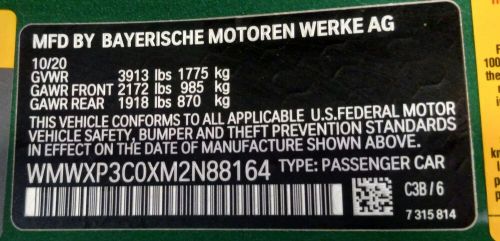 MFD BY BAYERISCHE MOTOREN WERKE AG
10/20
GVWR 3913 lbs 1775 kg
GAWR FRONT 2172 lbs 985 kg
GAWR REAR 1918 lbs 870 kg
THIS VEHICLE CONFORMS TO ALL APPLICABLE U.S.FEDERAL MOTOR
VEHICLE SAFETY, BUMPER AND THEFT PREVENTION STANDARDS
IN EFFECT ON THE DATE OF MANUFACTURE SHOWN ABOVE.
WMWXP3C0XM2N88164 TYPE: PASSENGER CAR
C3B / 6
7 315 814